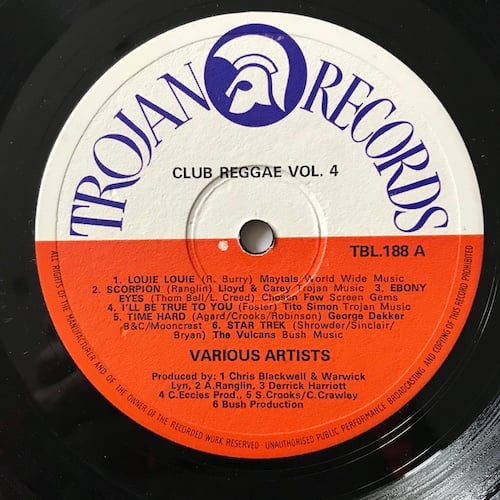 TROJAN RECORDS
CLUB REGGAE VOL. 4
TBL.188 A
1. LOUIE LOUIE (R. Burry) Maytals World Wide Music
2. SCORPION (Ranglin) Lloyd & Carey Trojan Music 3. EBONY
EYES (Thom Bell/L. Creed) Chosen Few Screen Gems
4. I'LL BE TRUE TO YOU (Foster) Tito Simon Trojan Music
5. TIME HARD (Agard/Crooks/Robinson) George Dekker
B&C/Mooncrest 6. STAR TREK (Shrowder/Sinclair/
Bryan) The Vulcans Bush Music
VARIOUS ARTISTS
Produced by: 1 Chris Blackwell & Warwick
Lyn, 2 A.Ranglin, 3 Derrick Harriott
4 C.Eccles Prod., 5 S.Crooks/C.Crawley
6 Bush Production
ALL RIGHTS OF THE MANUFACTURER AND OF THE OWNER OF THE RECORDED WORK RESERVED · UNAUTHORISED PUBLIC PERFORMANCE BROADCASTING AND COPYING OF THIS RECORD PROHIBITED